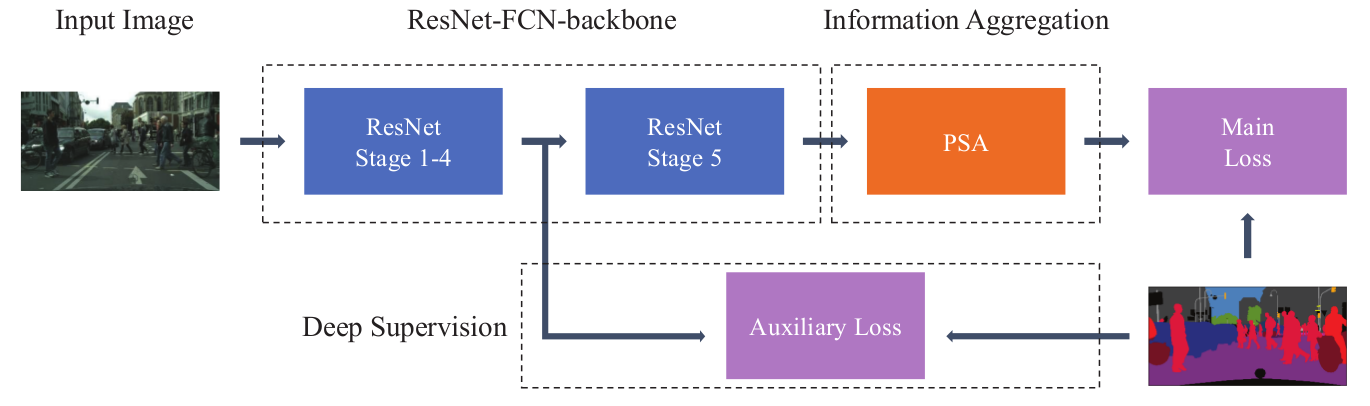 Input Image
ResNet-FCN-backbone
Information Aggregation
ResNet
Stage 1-4
ResNet
Stage 5
PSA
Main
Loss
Deep Supervision
Auxiliary Loss